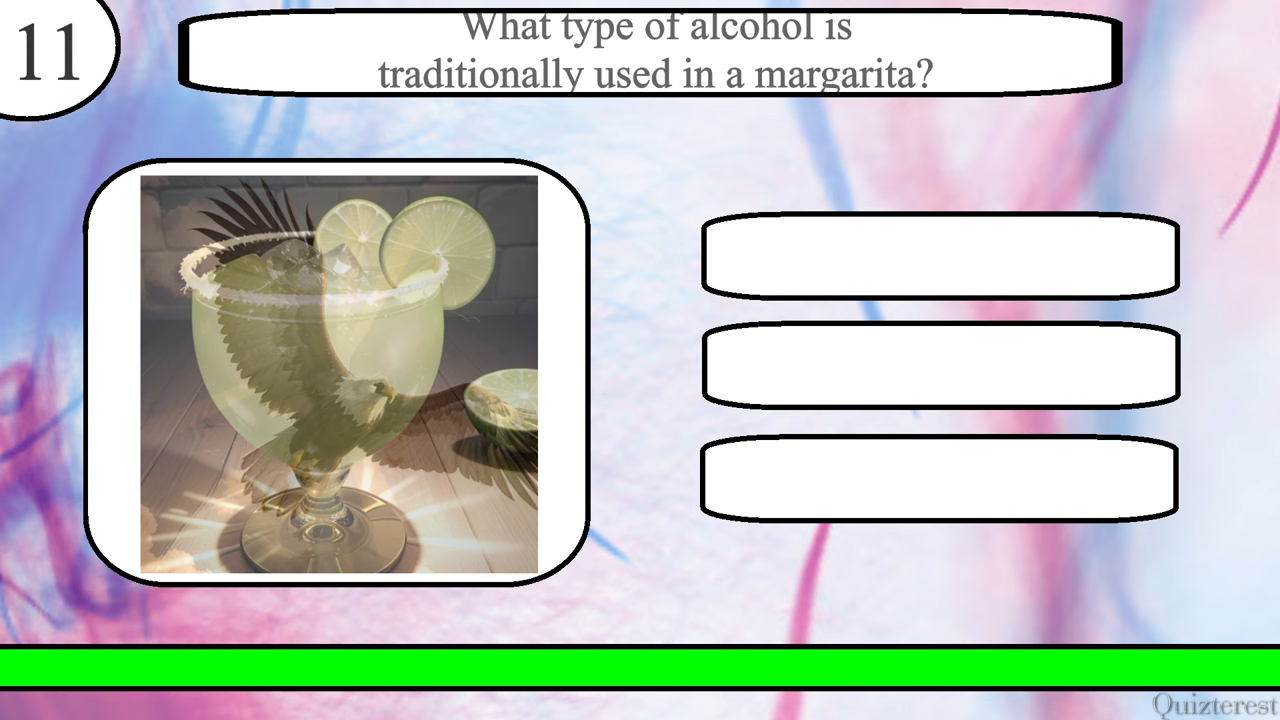 11
What type of alcohol is
traditionally used in a margarita?
Quizterest